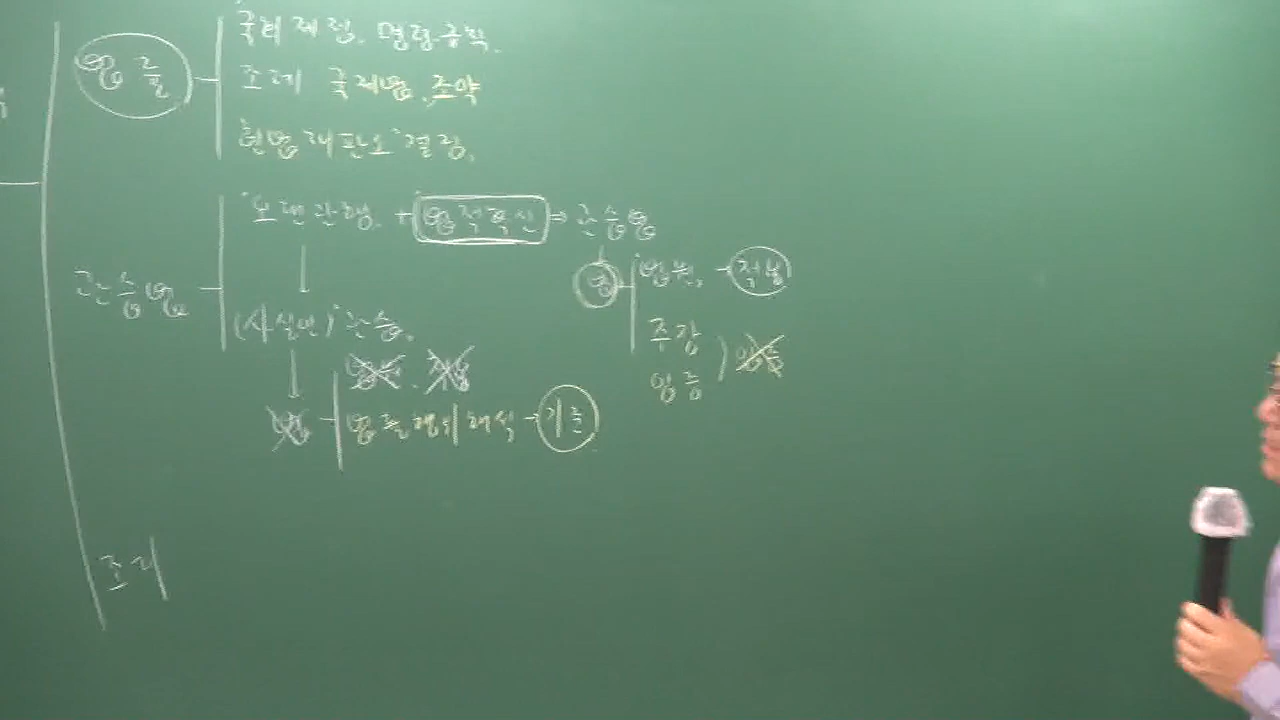 법률
국회제정. 명령·규칙.
조례 국제법, 조약
헌법재판소 결정.
관습법
오랜관행. + 법적확신 → 관습법
법
법원, - 적용
주장
입증
(사실인) 관습.
법률행위 해석 → 기준
조리